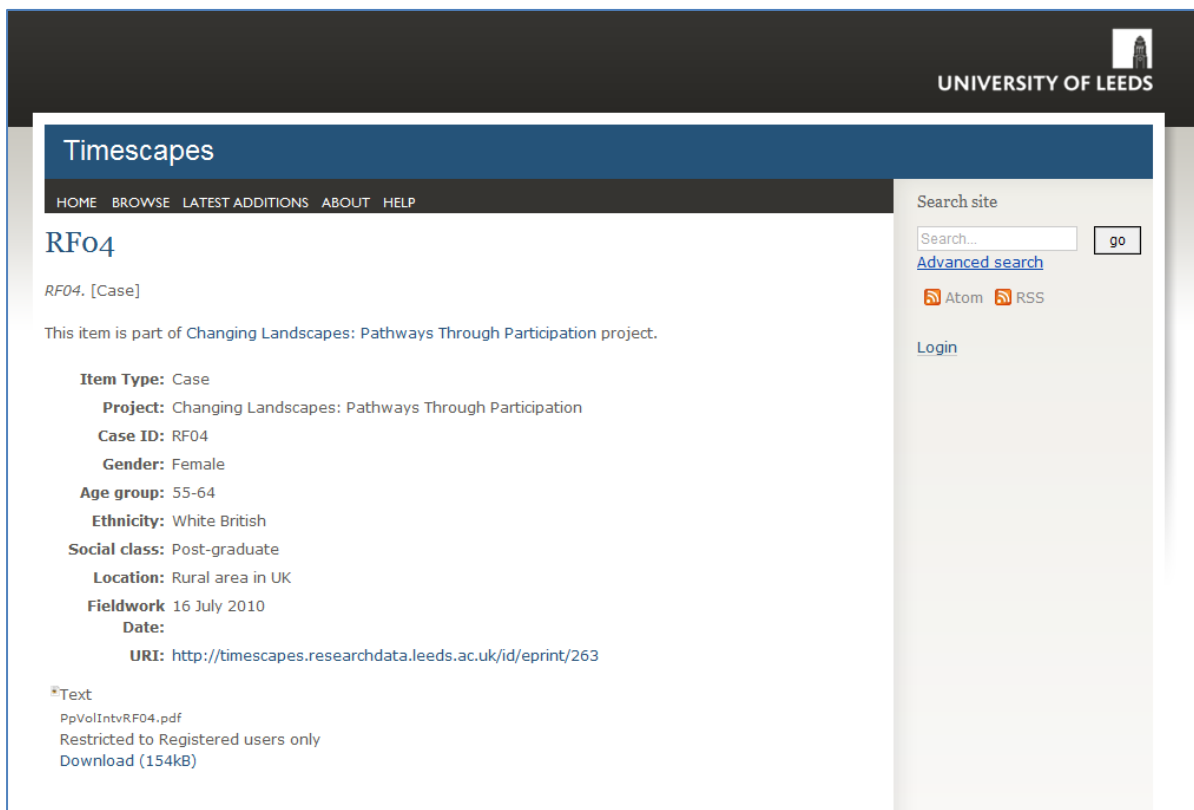 UNIVERSITY OF LEEDS
Timescapes
HOME BROWSE LATEST ADDITIONS ABOUT HELP
RF04
RF04. [Case]
This item is part of Changing Landscapes: Pathways Through Participation project.
Item Type: Case
Project: Changing Landscapes: Pathways Through Participation
Case ID: RF04
Gender: Female
Age group: 55-64
Ethnicity: White British
Social class: Post-graduate
Location: Rural area in UK
Fieldwork 16 July 2010
Date:
URI: http://timescapes.researchdata.leeds.ac.uk/id/eprint/263
Text
PpVolIntvRF04.pdf
Restricted to Registered users only
Download (154kB)
Search site
Search... go
Advanced search
Atom RSS
Login